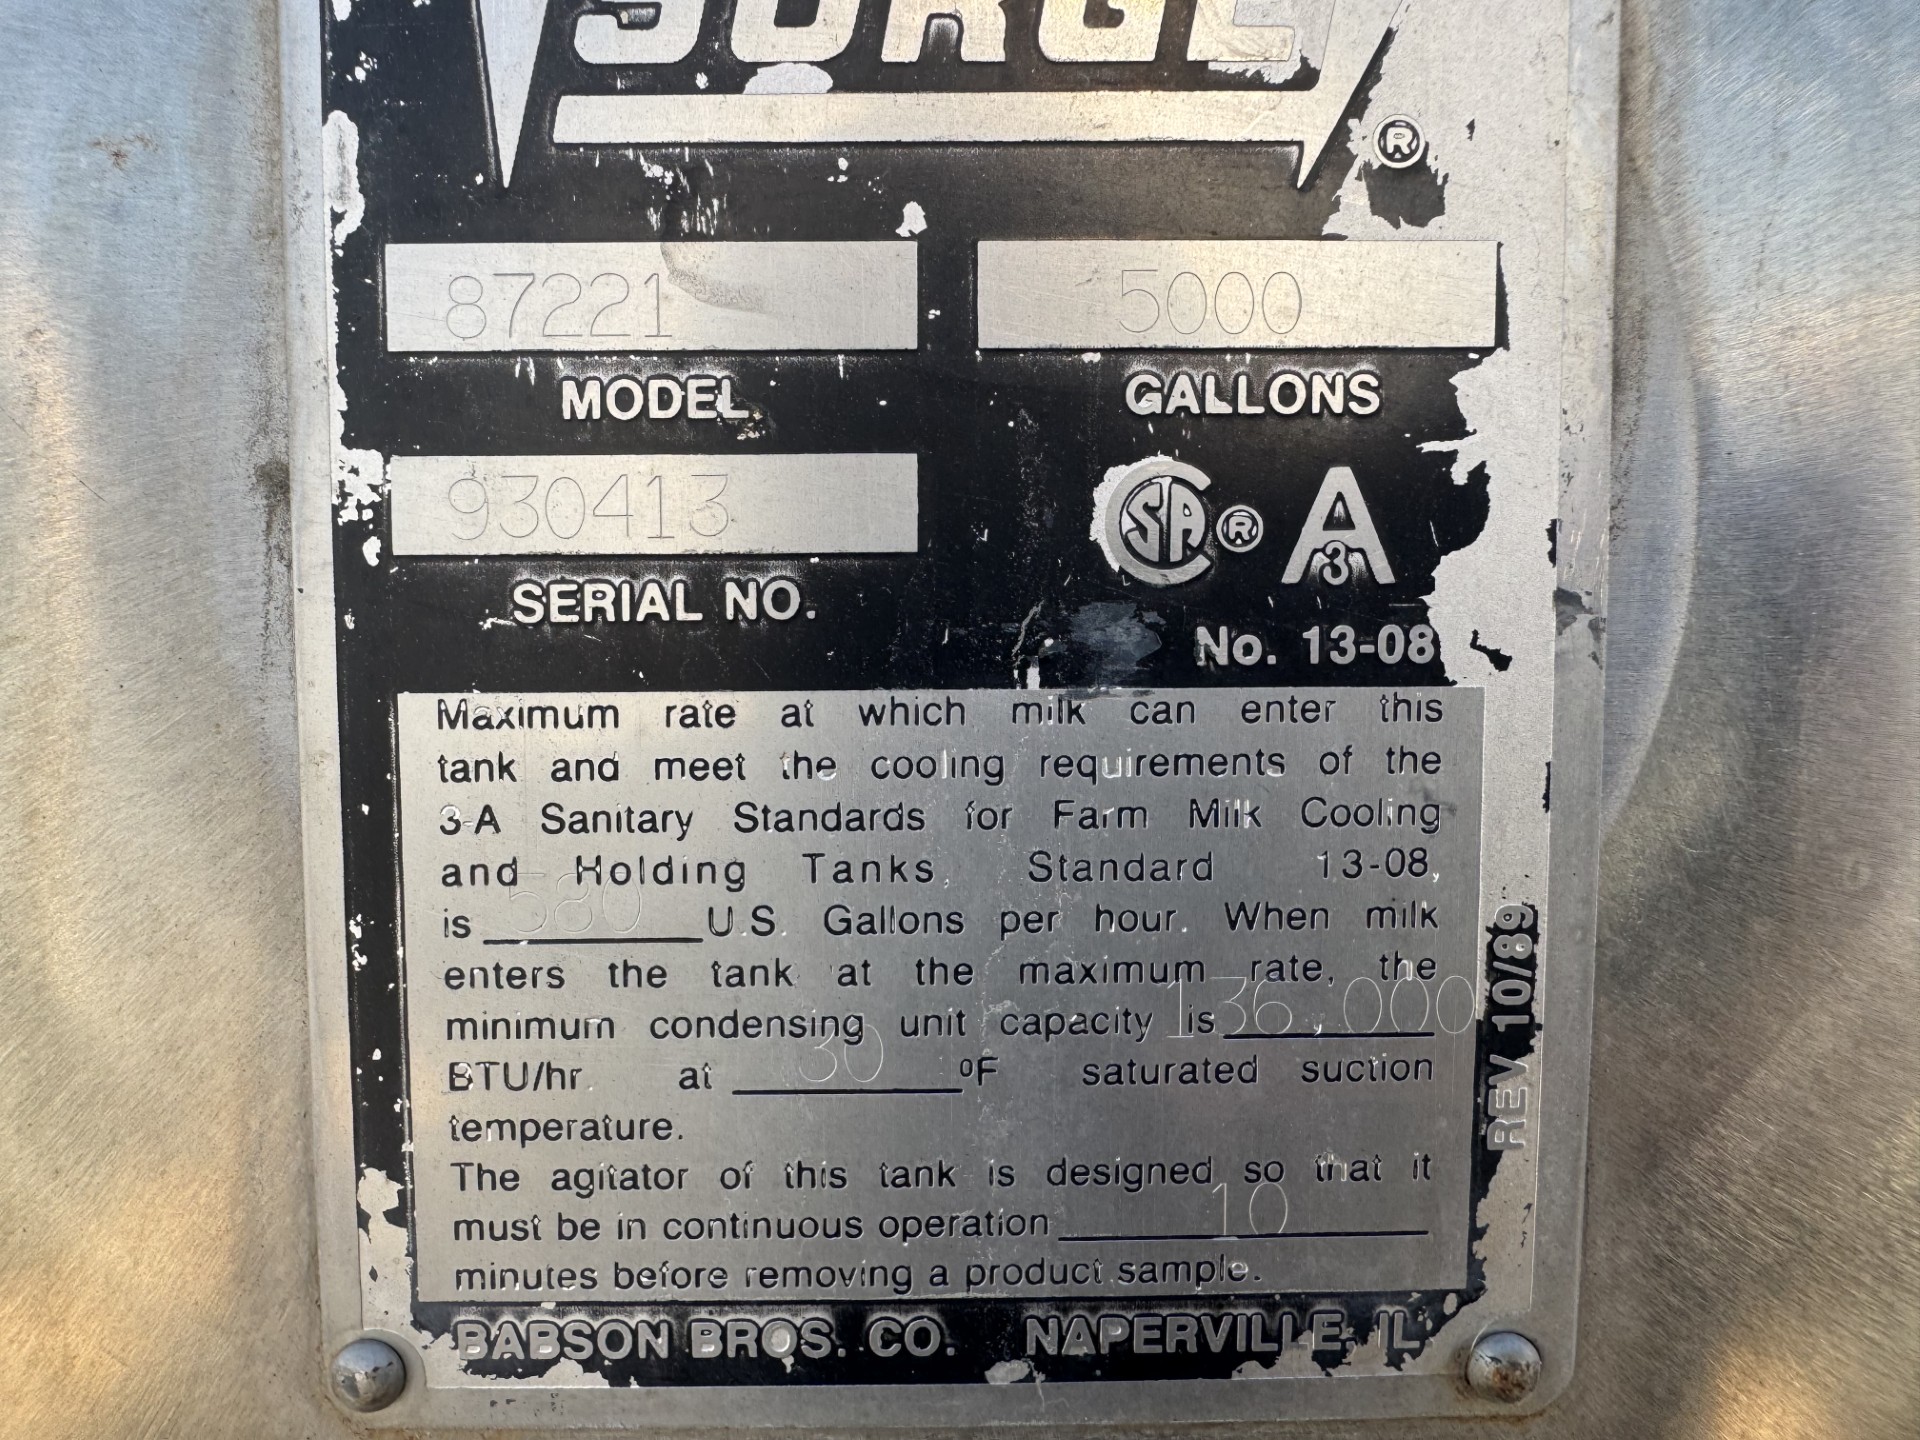 SURGE
®
87221 5000
MODEL GALLONS
930413
SERIAL NO.
SA ® A
3
No. 13-08
Maximum rate at which milk can enter this
tank and meet the cooling requirements of the
3-A Sanitary Standards for Farm Milk Cooling
and Holding Tanks, Standard 13-08,
is 580 U.S. Gallons per hour. When milk
enters the tank at the maximum rate, the
minimum condensing unit capacity is 136,000
BTU/hr. at 30 ºF saturated suction
temperature.
The agitator of this tank is designed so that it
must be in continuous operation 10
minutes before removing a product sample.
REV 10/89
BABSON BROS. CO. NAPERVILLE, IL